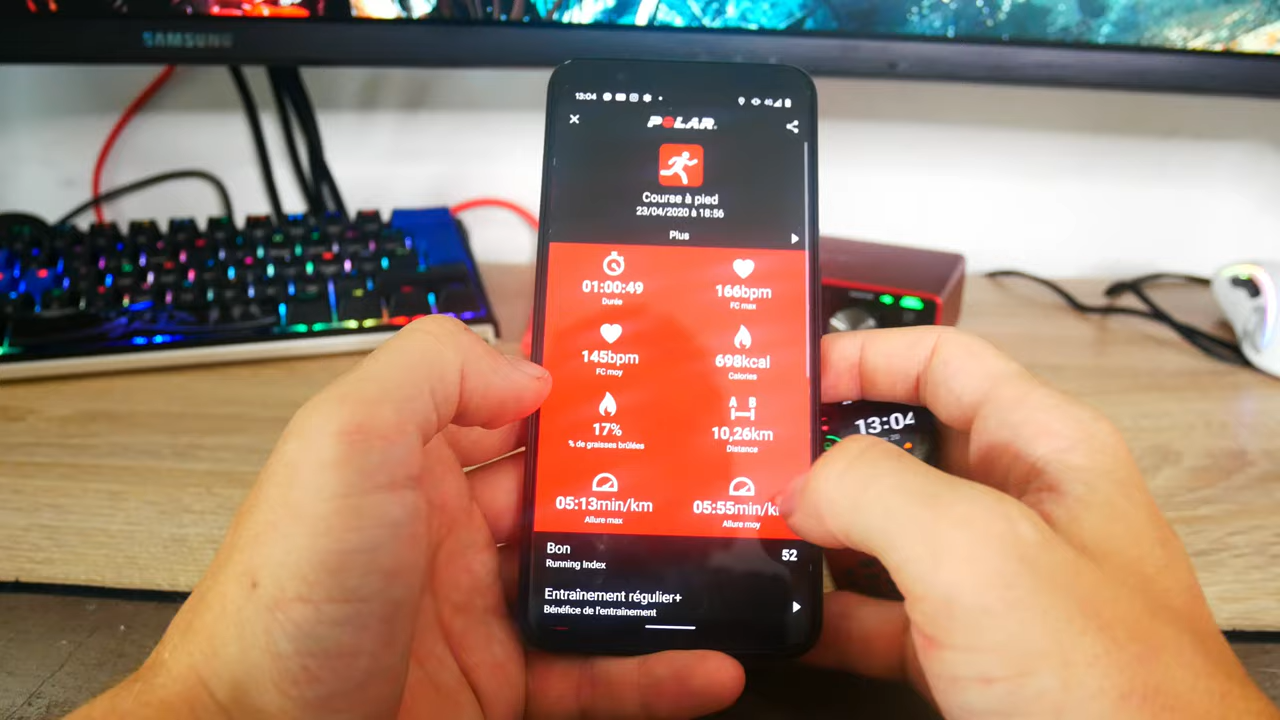 SAMSUNG
13:04
4G
POLAR
Course à pied
23/04/2020 à 18:56
Plus
01:00:49
Durée
166bpm
FC max
145bpm
FC moy
698kcal
Calories
17%
% de graisses brûlées
A B
10,26km
Distance
05:13min/km
Allure max
05:55min/k
Allure moy
Bon
52
Running Index
Entraînement régulier+
Bénéfice de l'entraînement
13:04